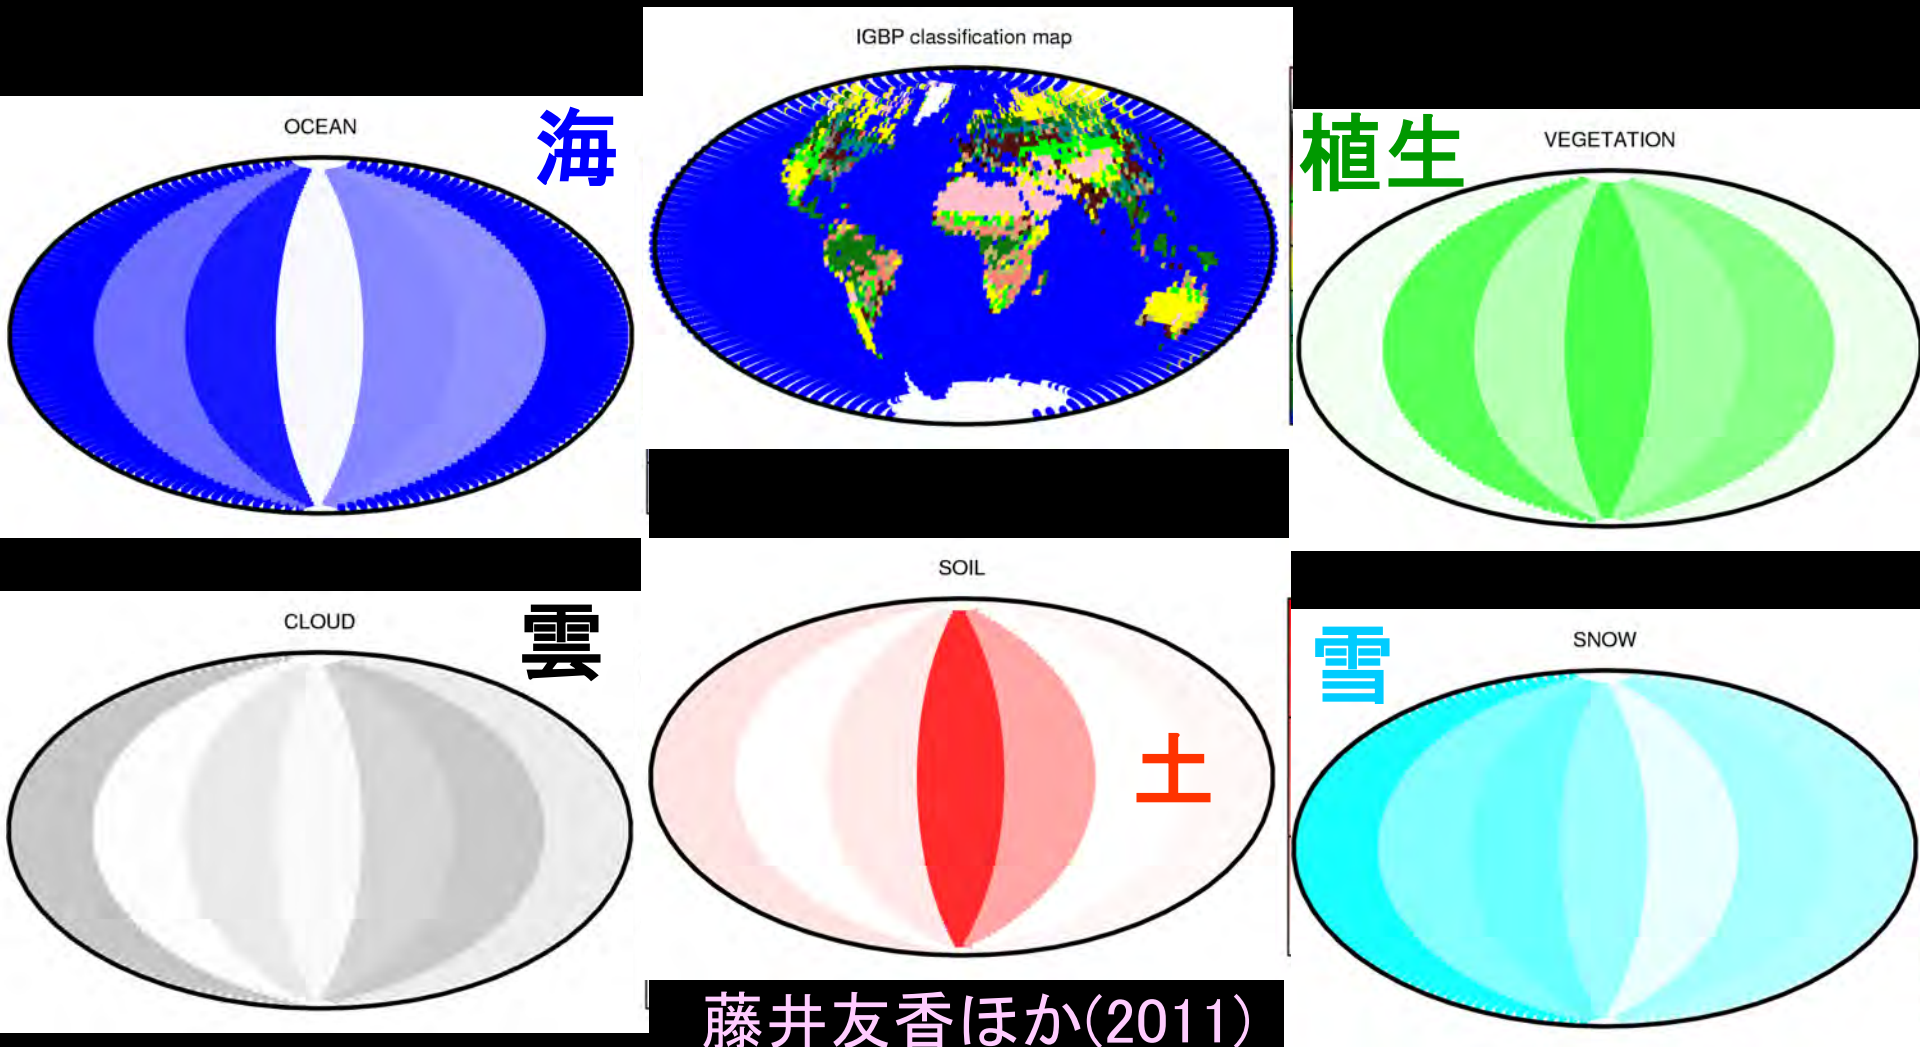 IGBP classification map
OCEAN
海
植生
VEGETATION
CLOUD
雲
SOIL
土
雪
SNOW
藤井友香ほか(2011)